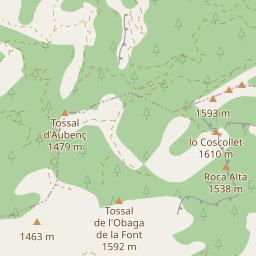 1593 m
Tossal
d'Aubenç
1479 m
lo Coscollet
1610 m
Roca Alta
1538 m
Tossal
de l'Obaga
de la Font
1592 m
1463 m